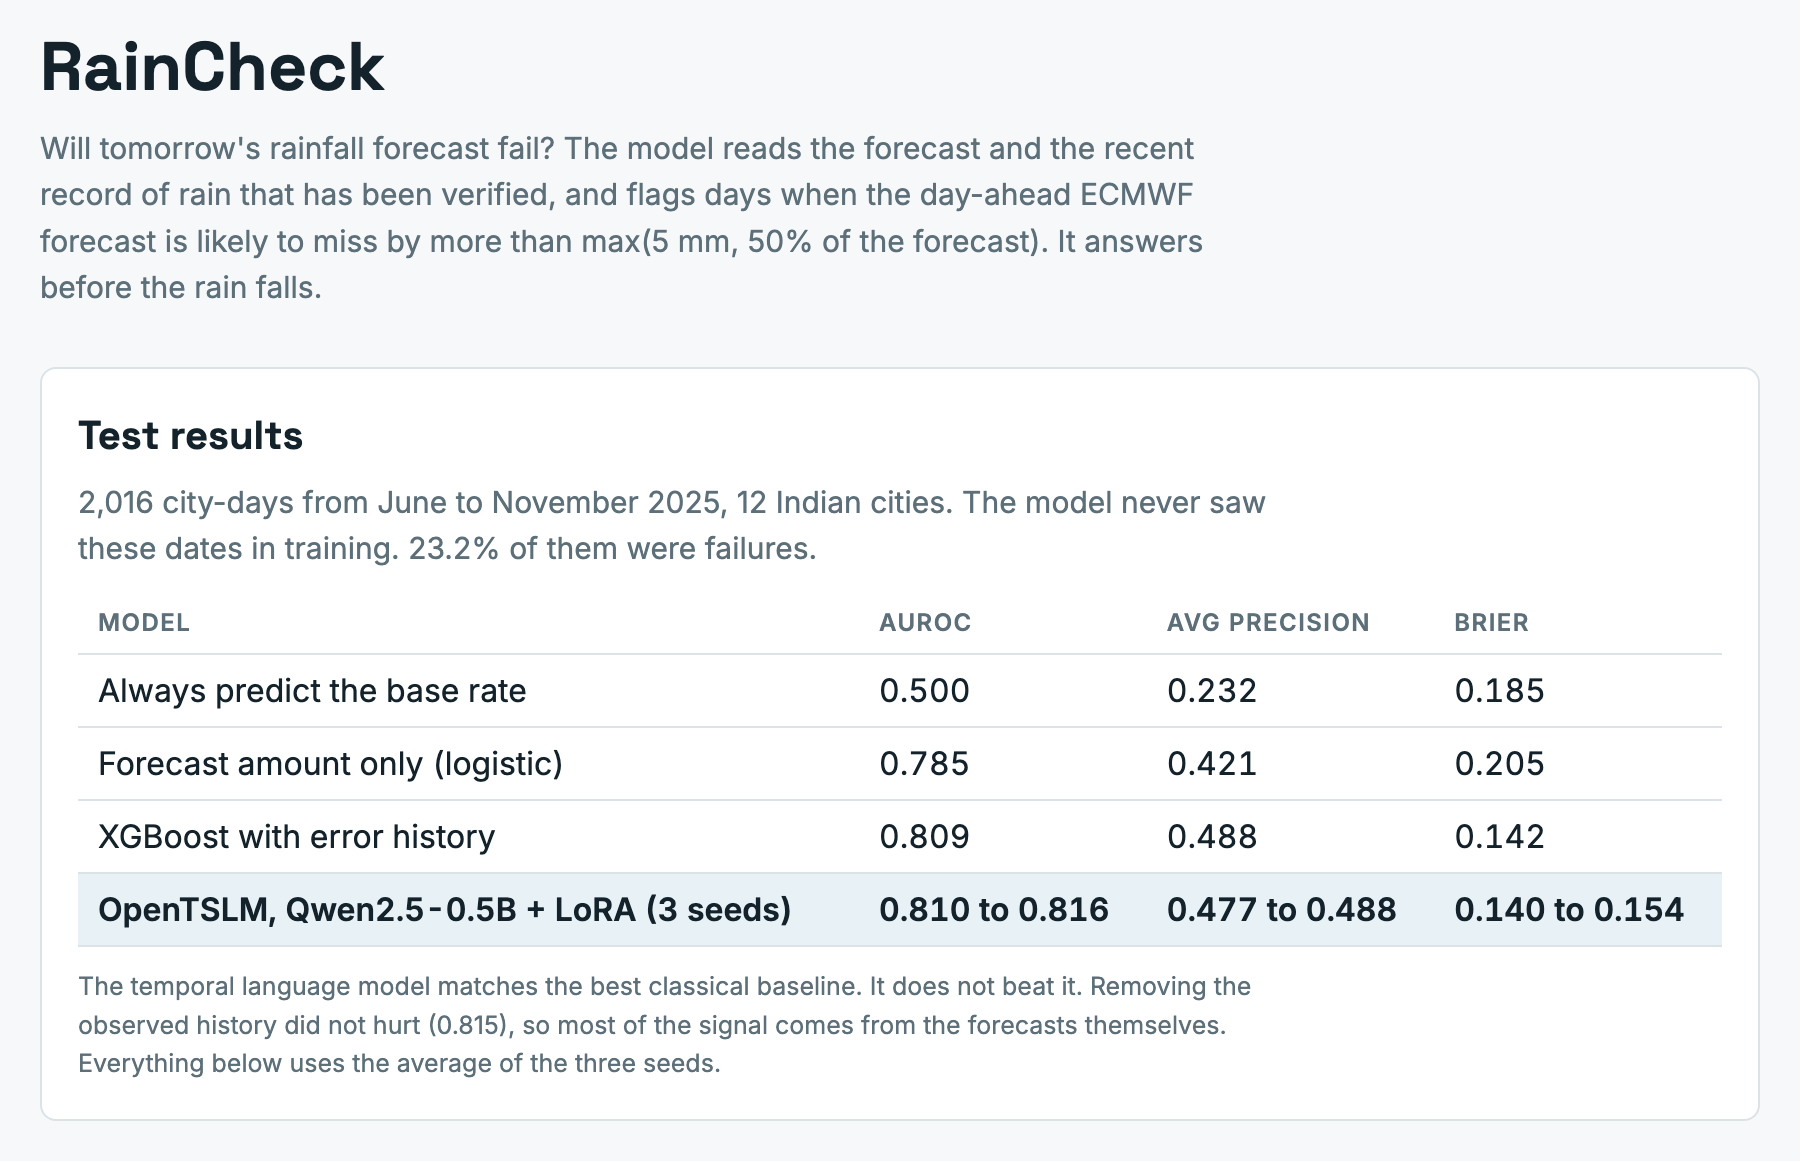 RainCheck
Will tomorrow's rainfall forecast fail? The model reads the forecast and the recent
record of rain that has been verified, and flags days when the day-ahead ECMWF
forecast is likely to miss by more than max(5 mm, 50% of the forecast). It answers
before the rain falls.
Test results
2,016 city-days from June to November 2025, 12 Indian cities. The model never saw
these dates in training. 23.2% of them were failures.
MODEL AUROC AVG PRECISION BRIER
Always predict the base rate 0.500 0.232 0.185
Forecast amount only (logistic) 0.785 0.421 0.205
XGBoost with error history 0.809 0.488 0.142
OpenTSLM, Qwen2.5-0.5B + LoRA (3 seeds) 0.810 to 0.816 0.477 to 0.488 0.140 to 0.154
The temporal language model matches the best classical baseline. It does not beat it. Removing the
observed history did not hurt (0.815), so most of the signal comes from the forecasts themselves.
Everything below uses the average of the three seeds.